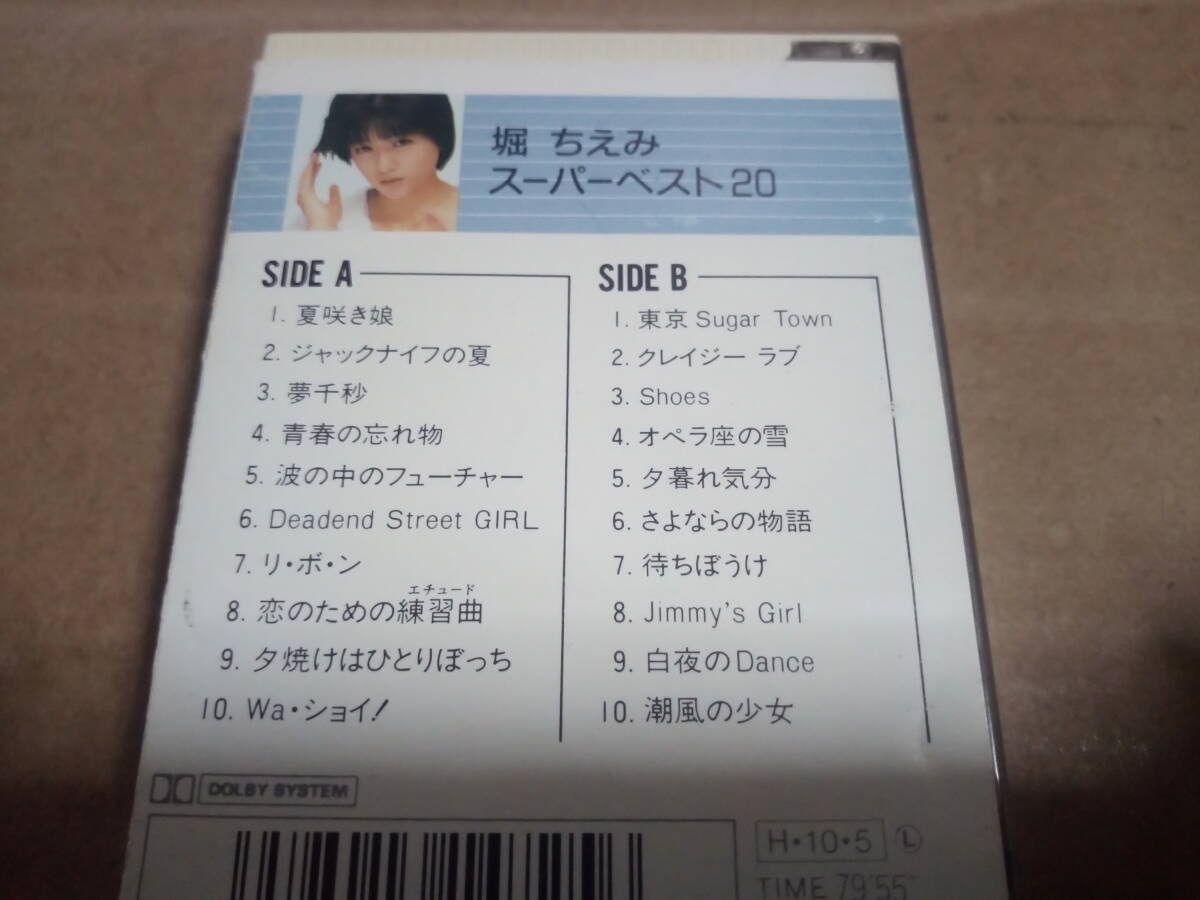 堀 ちえみ
スーパーベスト20
SIDE A
1. 夏咲き娘
2. ジャックナイフの夏
3. 夢千秒
4. 青春の忘れ物
5. 波の中のフューチャー
6. Deadend Street GIRL
7. リ・ボ・ン
エチュード
8. 恋のための練習曲
9. 夕焼けはひとりぼっち
10. Wa・ショイ!
SIDE B
1. 東京 Sugar Town
2. クレイジー ラブ
3. Shoes
4. オペラ座の雪
5. 夕暮れ気分
6. さよならの物語
7. 待ちぼうけ
8. Jimmy's Girl
9. 白夜のDance
10. 潮風の少女
DOLBY SYSTEM
H・10・5 Ⓛ
TIME 79'55"